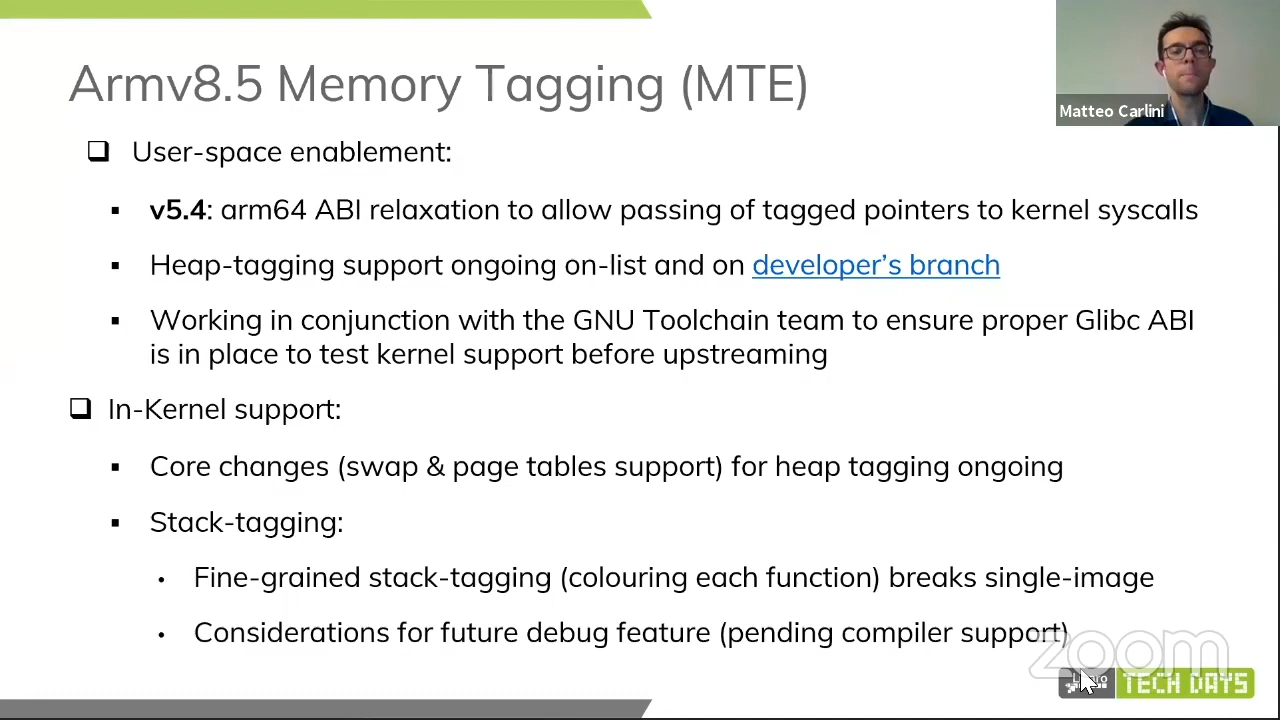 Armv8.5 Memory Tagging (MTE)
Matteo Carlini
User-space enablement:
v5.4: arm64 ABI relaxation to allow passing of tagged pointers to kernel syscalls
Heap-tagging support ongoing on-list and on developer’s branch
Working in conjunction with the GNU Toolchain team to ensure proper Glibc ABI
is in place to test kernel support before upstreaming
In-Kernel support:
Core changes (swap & page tables support) for heap tagging ongoing
Stack-tagging:
Fine-grained stack-tagging (colouring each function) breaks single-image
Considerations for future debug feature (pending compiler support)
zoom
TECH DAYS